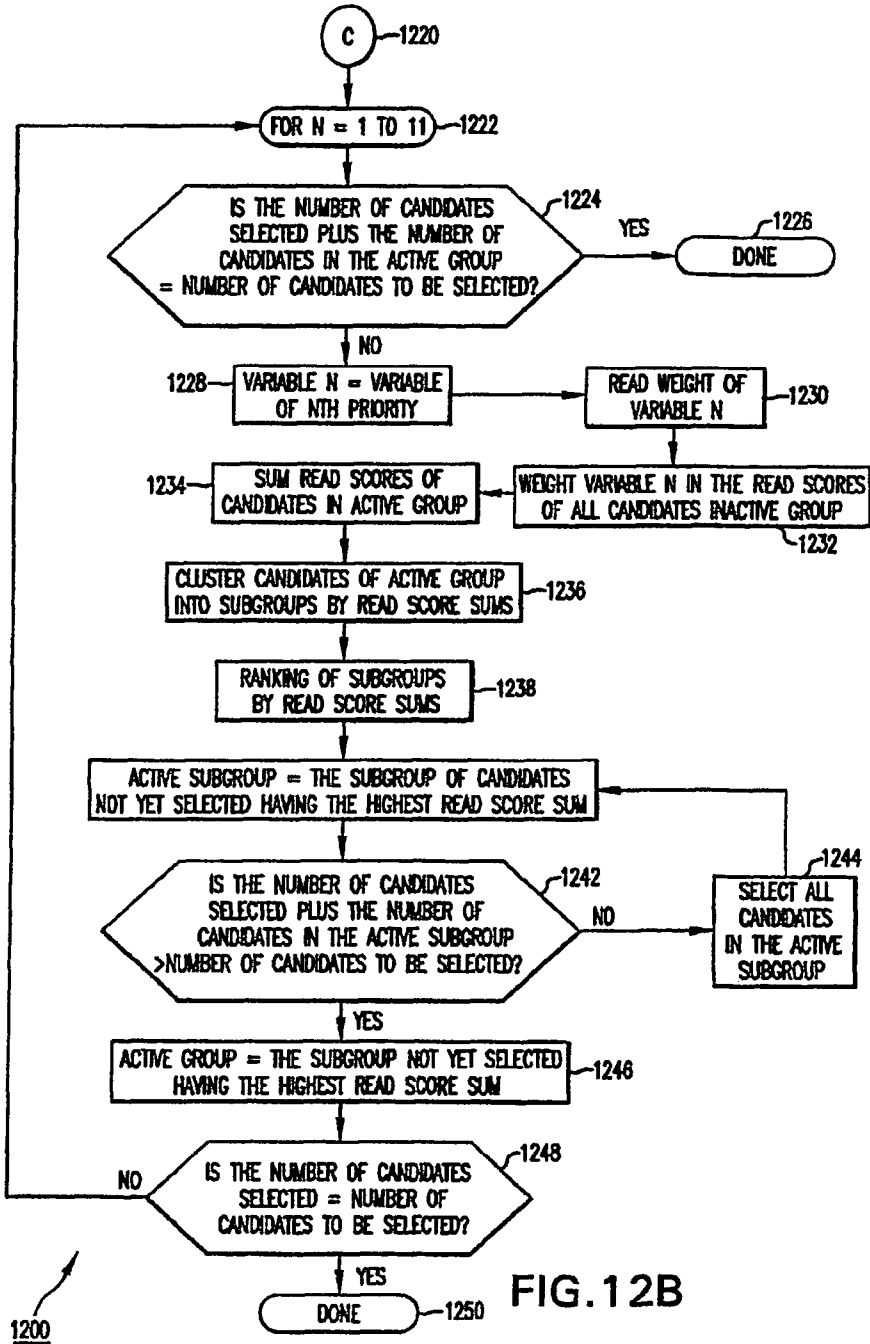 C
1220
FOR N = 1 TO 11
1222
IS THE NUMBER OF CANDIDATES
SELECTED PLUS THE NUMBER OF
CANDIDATES IN THE ACTIVE GROUP
= NUMBER OF CANDIDATES TO BE SELECTED?
1224
YES
1226
DONE
NO
1228
VARIABLE N = VARIABLE
OF NTH PRIORITY
READ WEIGHT OF
VARIABLE N
1230
1234
SUM READ SCORES OF
CANDIDATES IN ACTIVE GROUP
WEIGHT VARIABLE N IN THE READ SCORES
OF ALL CANDIDATES INACTIVE GROUP
1232
CLUSTER CANDIDATES OF ACTIVE GROUP
INTO SUBGROUPS BY READ SCORE SUMS
1236
RANKING OF SUBGROUPS
BY READ SCORE SUMS
1238
ACTIVE SUBGROUP = THE SUBGROUP OF CANDIDATES
NOT YET SELECTED HAVING THE HIGHEST READ SCORE SUM
IS THE NUMBER OF CANDIDATES
SELECTED PLUS THE NUMBER OF
CANDIDATES IN THE ACTIVE SUBGROUP
>NUMBER OF CANDIDATES TO BE SELECTED?
1242
NO
1244
SELECT ALL
CANDIDATES
IN THE ACTIVE
SUBGROUP
YES
ACTIVE GROUP = THE SUBGROUP NOT YET SELECTED
HAVING THE HIGHEST READ SCORE SUM
1246
NO
IS THE NUMBER OF CANDIDATES
SELECTED = NUMBER OF
CANDIDATES TO BE SELECTED?
1248
YES
DONE
1250
FIG.12B
1200